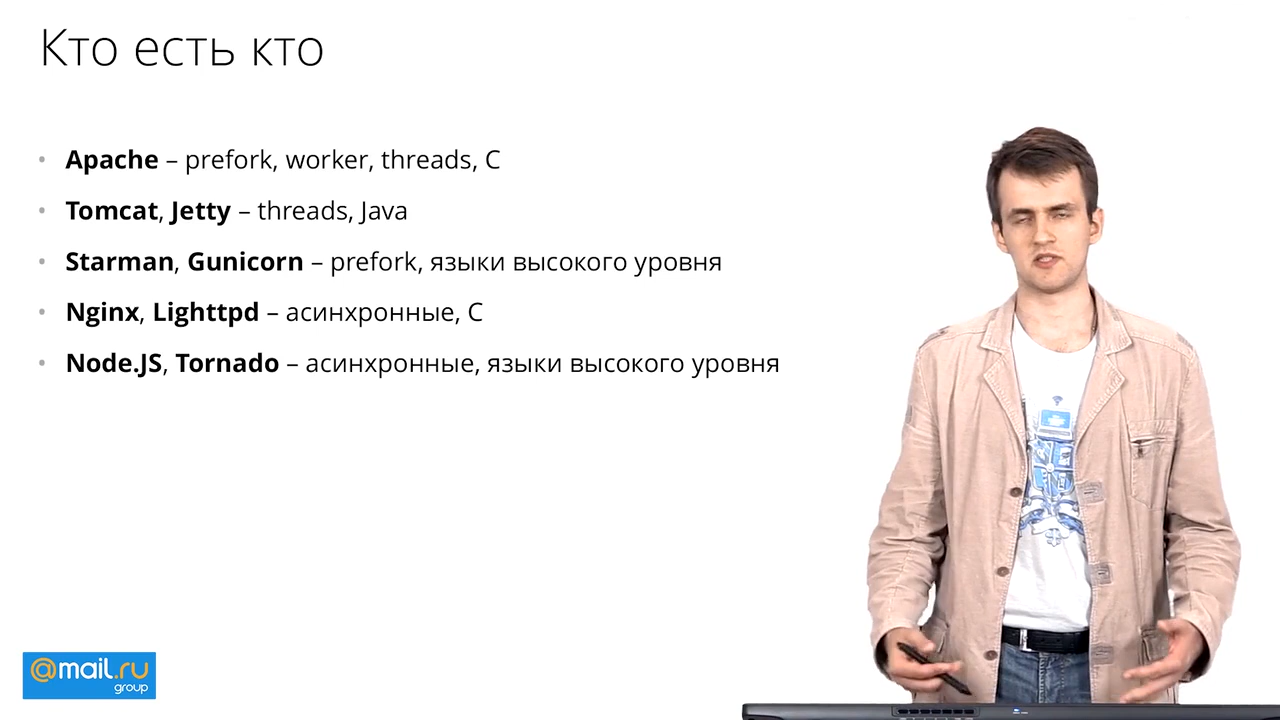 Кто есть кто
• Apache – prefork, worker, threads, C
• Tomcat, Jetty – threads, Java
• Starman, Gunicorn – prefork, языки высокого уровня
• Nginx, Lighttpd – асинхронные, C
• Node.JS, Tornado – асинхронные, языки высокого уровня
@mail.ru
group